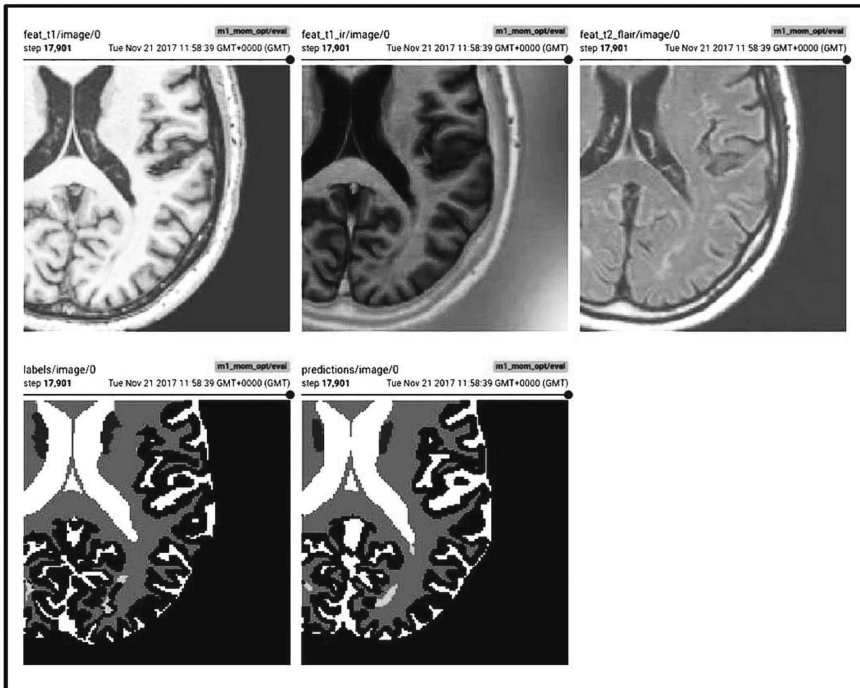 feat_t1/image/0 m1_mom_opt/eval
step 17,901 Tue Nov 21 2017 11:58:39 GMT+0000 (GMT)
feat_t1_ir/image/0 m1_mom_opt/eval
step 17,901 Tue Nov 21 2017 11:58:39 GMT+0000 (GMT)
feat_t2_flair/image/0 m1_mom_opt/eval
step 17,901 Tue Nov 21 2017 11:58:39 GMT+0000 (GMT)
labels/image/0 m1_mom_opt/eval
step 17,901 Tue Nov 21 2017 11:58:39 GMT+0000 (GMT)
predictions/image/0 m1_mom_opt/eval
step 17,901 Tue Nov 21 2017 11:58:39 GMT+0000 (GMT)